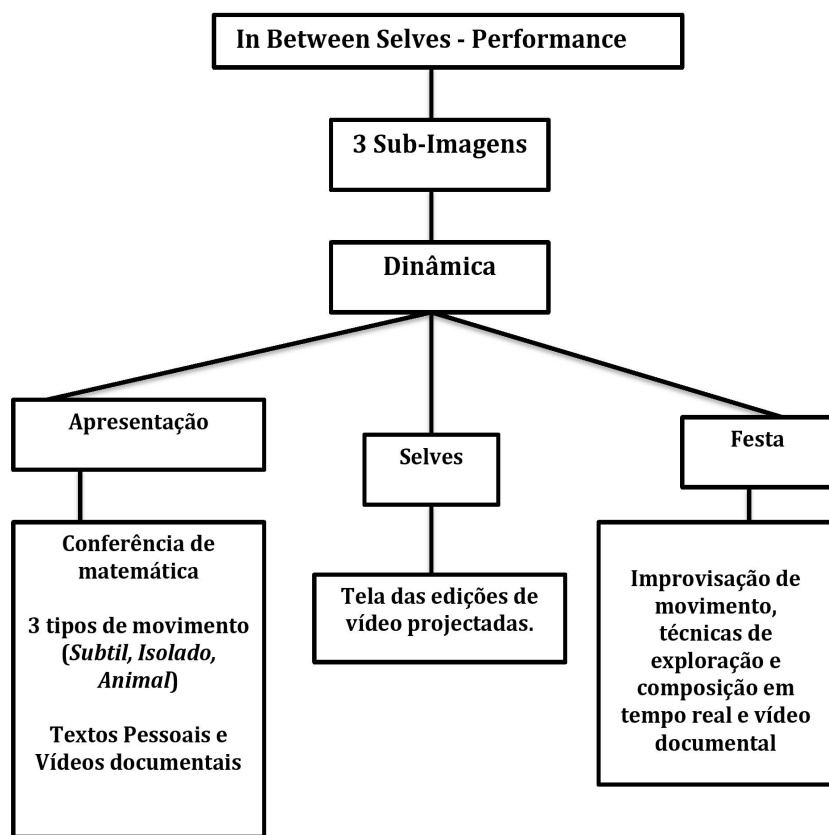 In Between Selves - Performance
3 Sub-Imagens
Dinâmica
Apresentação
Conferência de
matemática
3 tipos de movimento
(Subtil, Isolado,
Animal)
Textos Pessoais e
Vídeos documentais
Selves
Tela das edições de
vídeo projectadas.
Festa
Improvisação de
movimento,
técnicas de
exploração e
composição em
tempo real e vídeo
documental